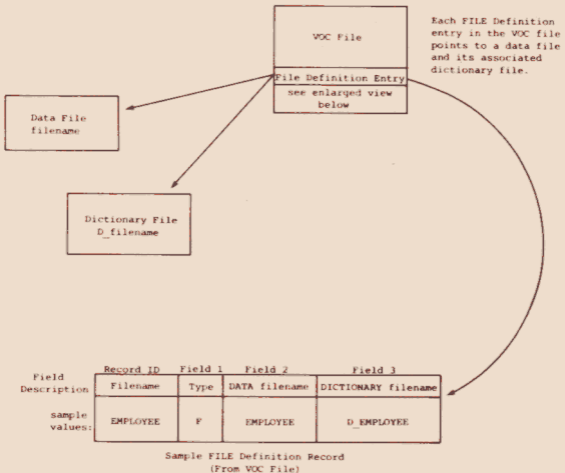 VOC File
File Definition Entry
see enlarged view
below
Each FILE Definition
entry in the VOC file
points to a data file
and its associated
dictionary file.
Data File
filename
Dictionary File
D_filename
Record ID Field 1 Field 2 Field 3
Field
Description
Filename Type DATA filename DICTIONARY filename
sample
values:
EMPLOYEE F EMPLOYEE D_EMPLOYEE
Sample FILE Definition Record
(From VOC File)